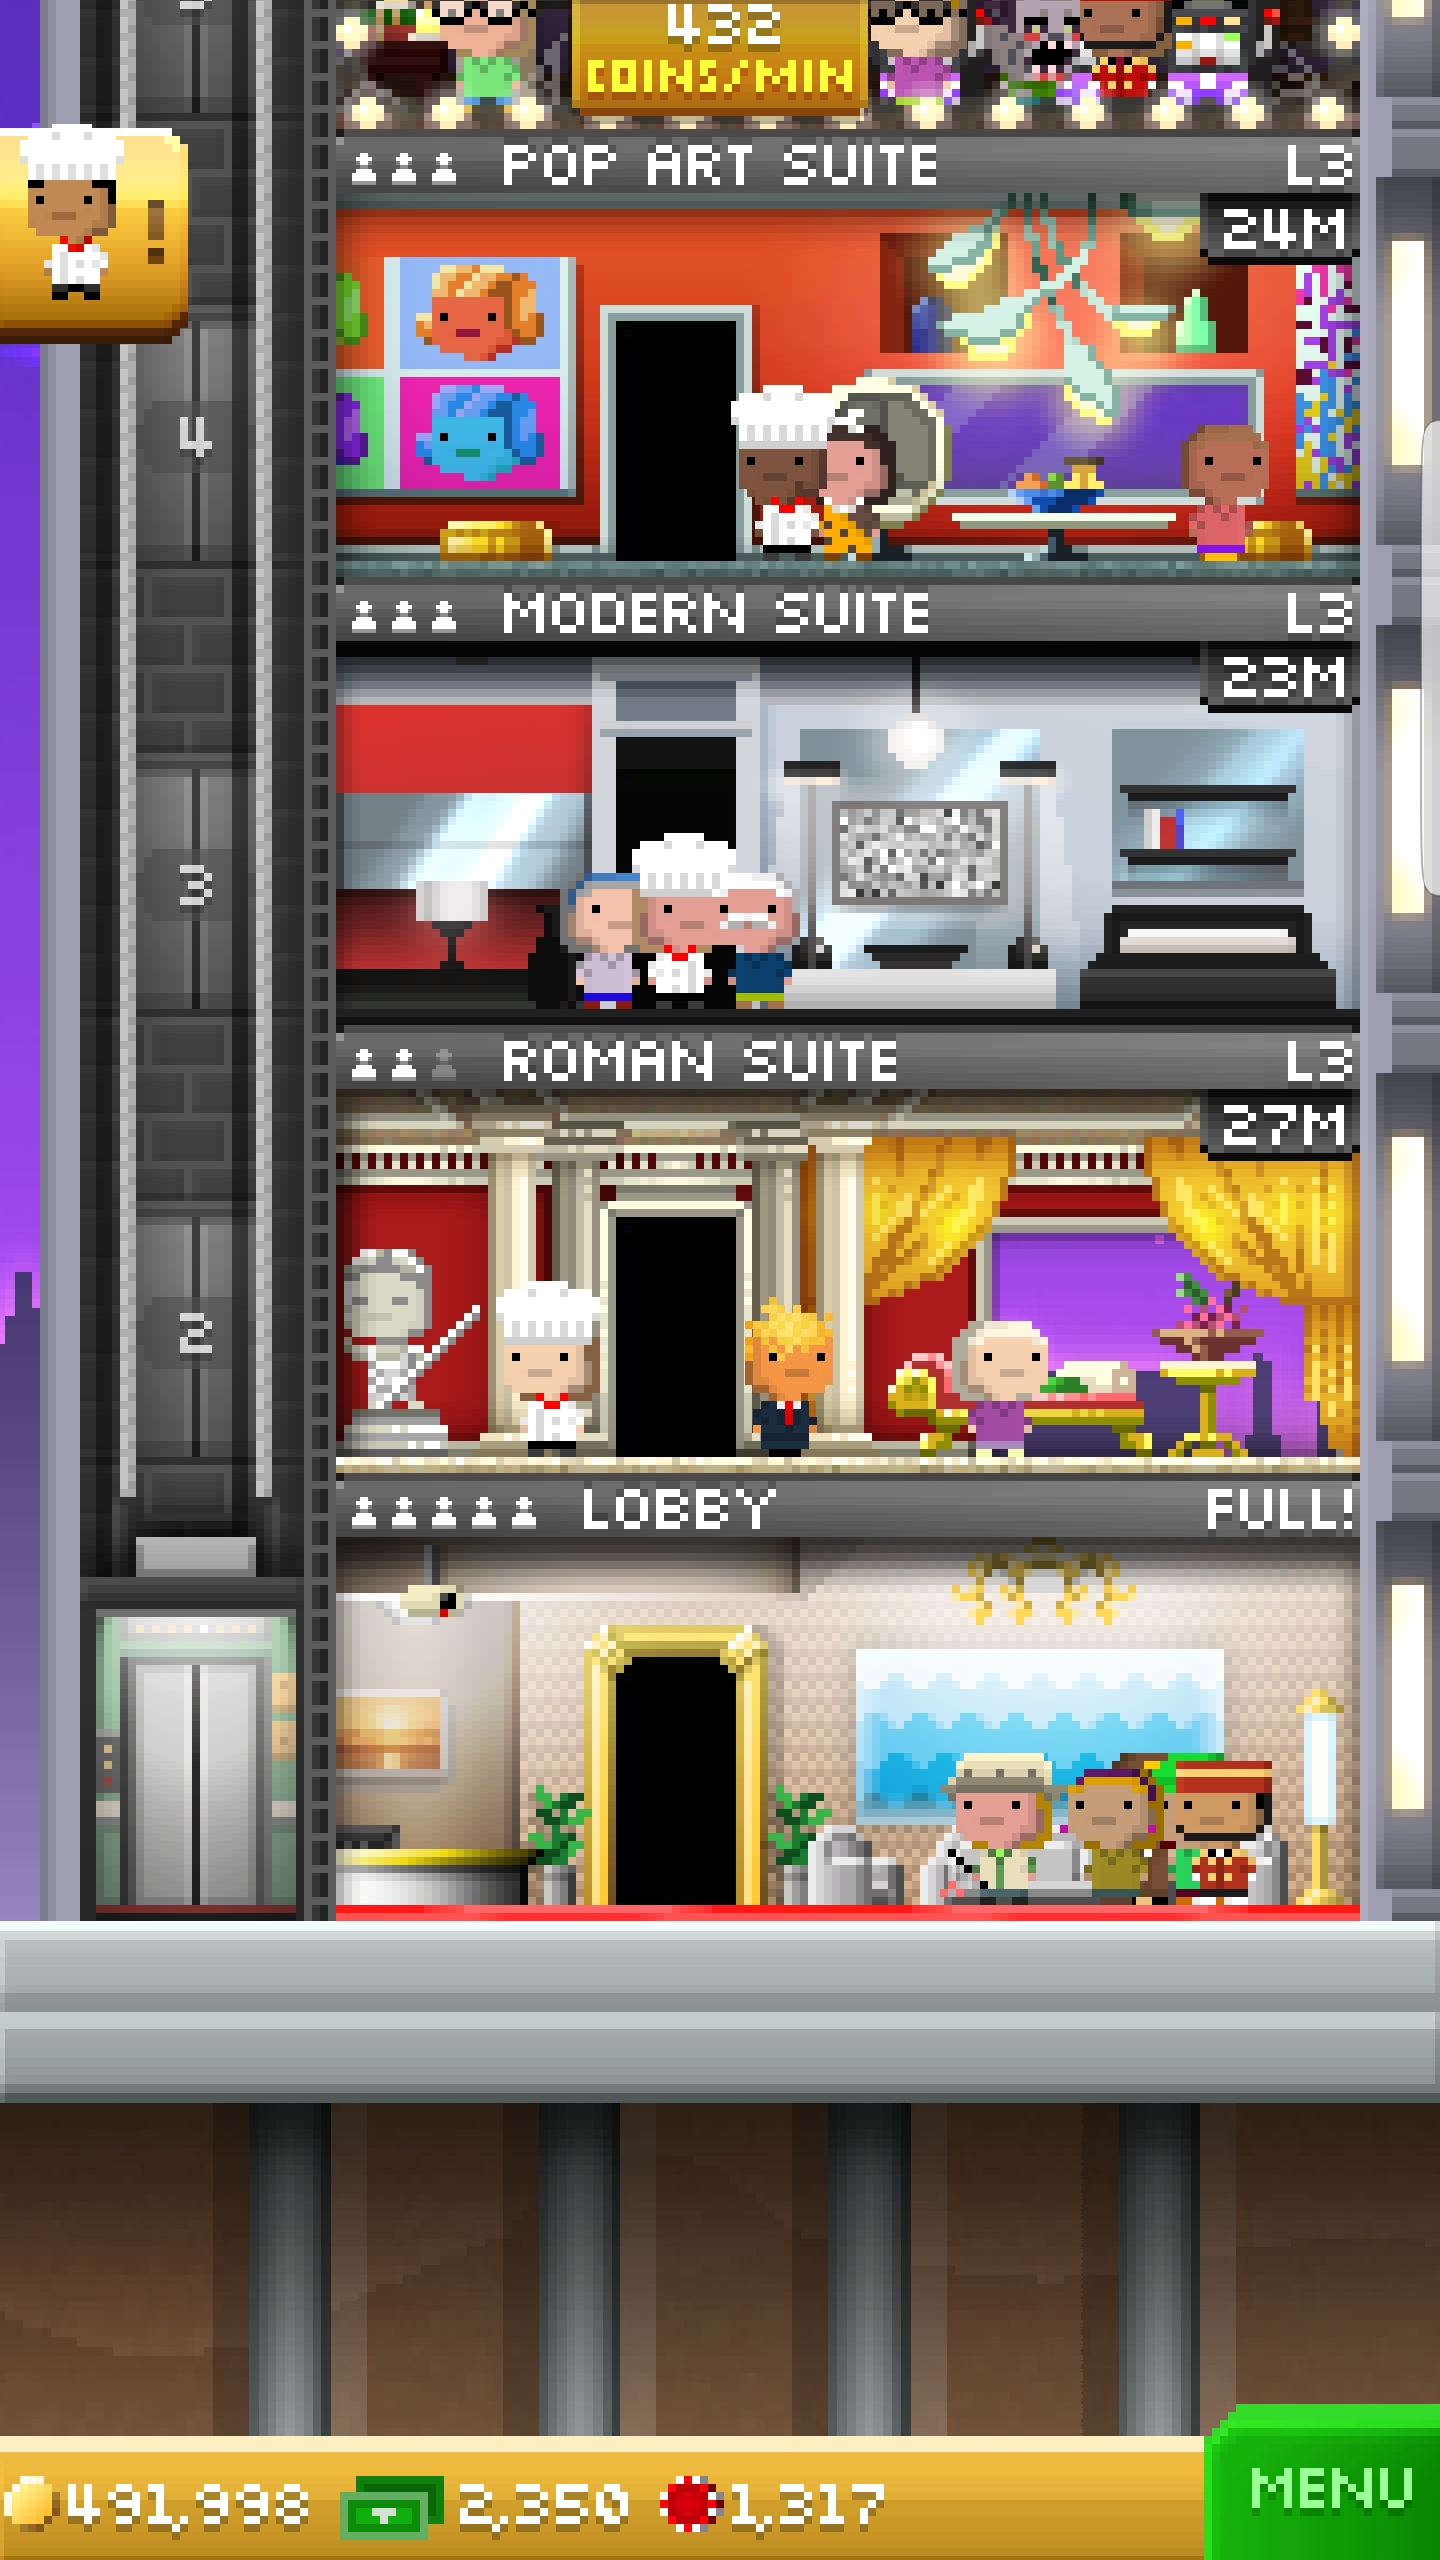 432
COINS/MIN
POP ART SUITE L3
24M
4
MODERN SUITE L3
23M
3
ROMAN SUITE L3
27M
2
LOBBY FULL!
491,998 2,350 1,317 MENU
!